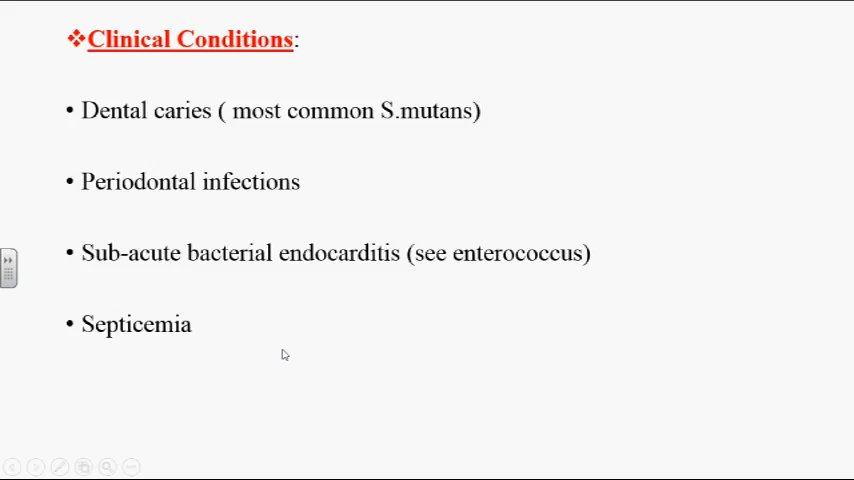 ❖Clinical Conditions:
• Dental caries ( most common S.mutans)
• Periodontal infections
• Sub-acute bacterial endocarditis (see enterococcus)
• Septicemia